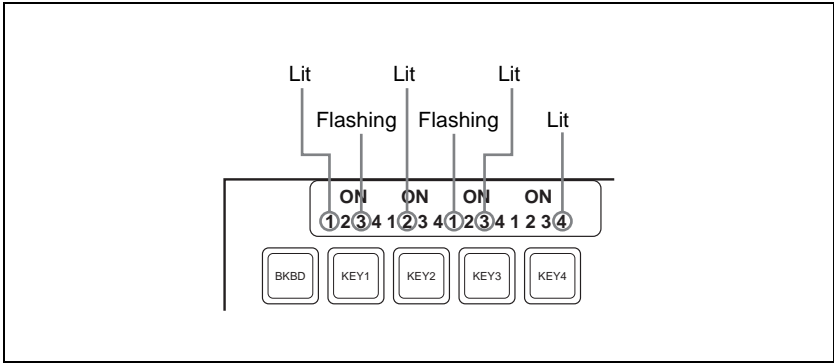 Lit Lit Lit
Flashing Flashing Lit
ON ON ON ON
1 2 3 4 1 2 3 4 1 2 3 4 1 2 3 4
BKBD KEY1 KEY2 KEY3 KEY4